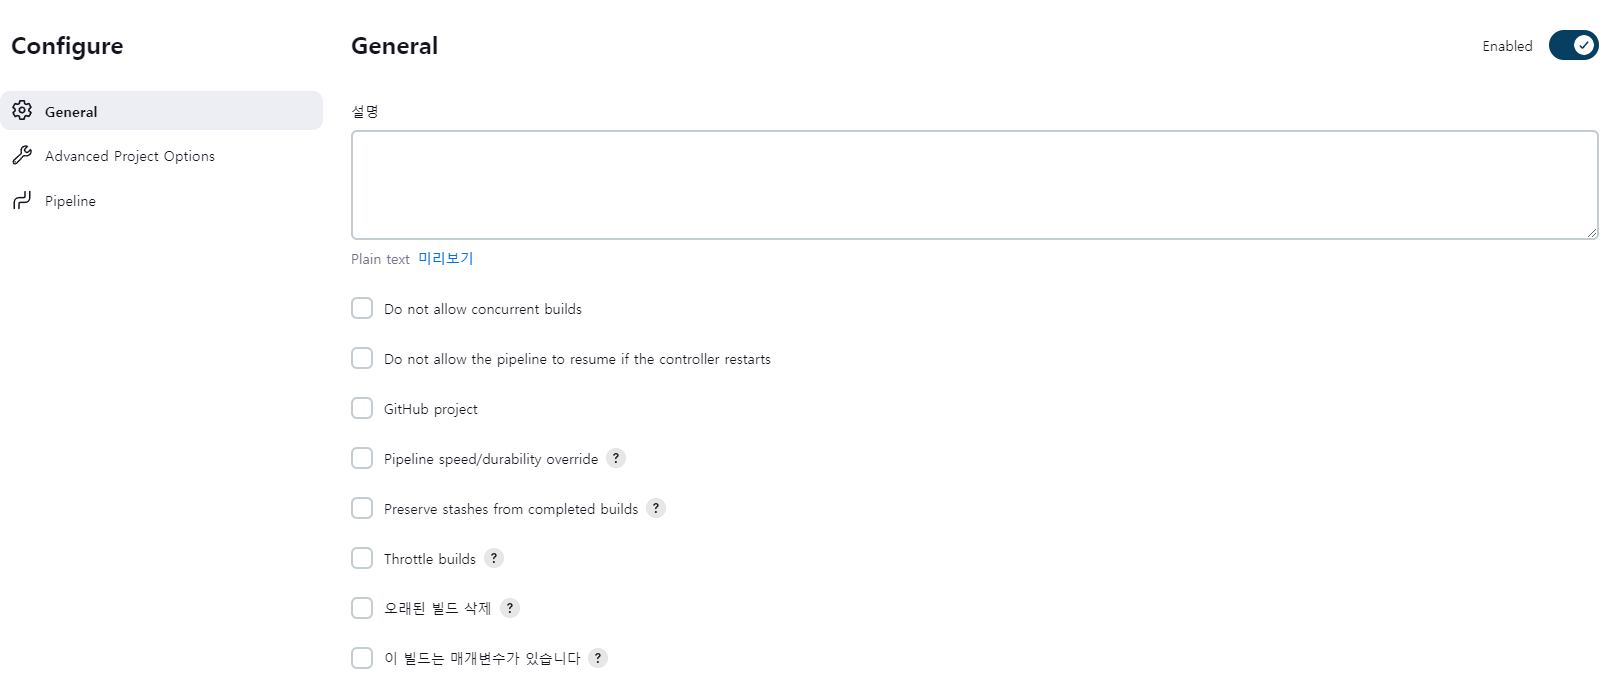 Configure
General
Advanced Project Options
Pipeline
General
Enabled
설명
Plain text 미리보기
Do not allow concurrent builds
Do not allow the pipeline to resume if the controller restarts
GitHub project
Pipeline speed/durability override ?
Preserve stashes from completed builds ?
Throttle builds ?
오래된 빌드 삭제 ?
이 빌드는 매개변수가 있습니다 ?